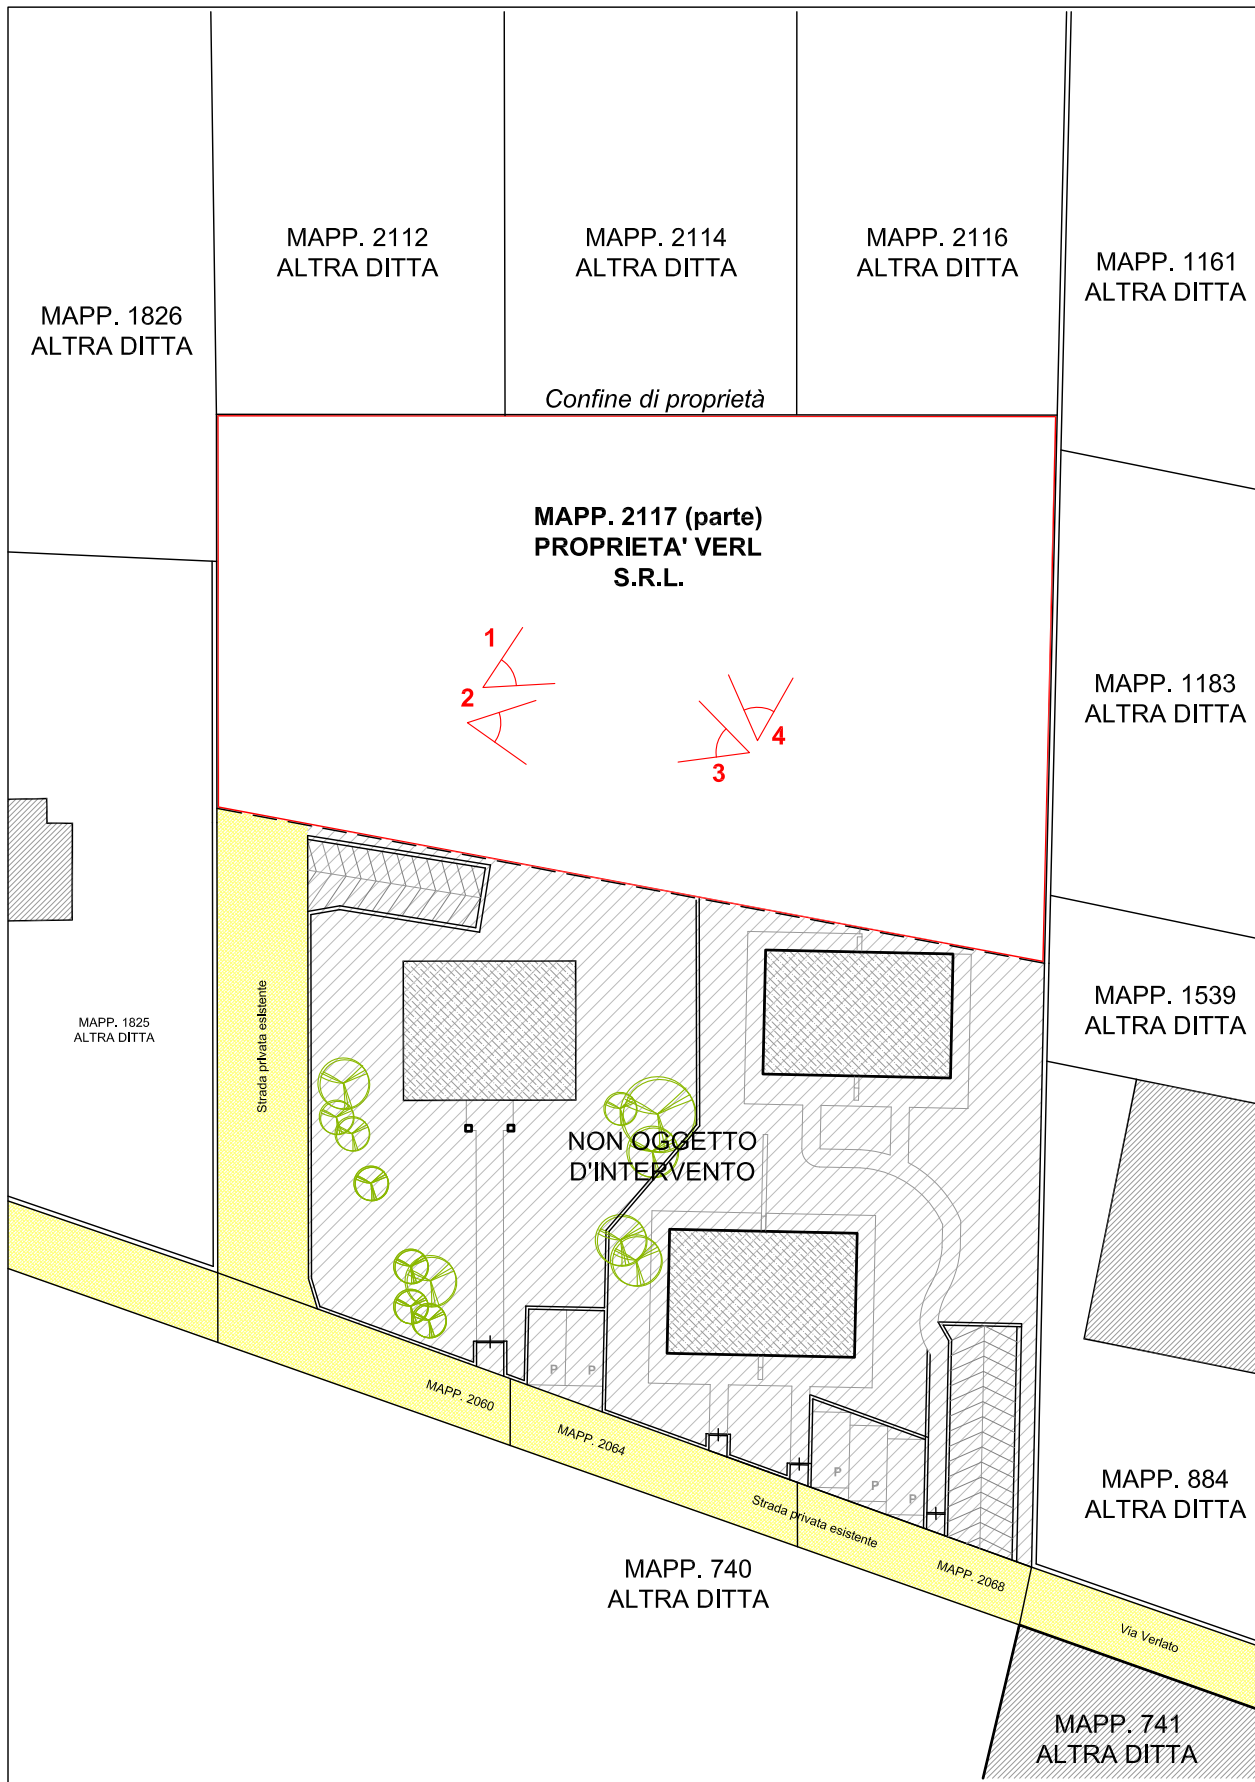 MAPP. 2112
ALTRA DITTA
MAPP. 2114
ALTRA DITTA
MAPP. 2116
ALTRA DITTA
MAPP. 1161
ALTRA DITTA
MAPP. 1826
ALTRA DITTA
Confine di proprietà
MAPP. 2117 (parte)
PROPRIETA' VERL
S.R.L.
1
2
3
4
MAPP. 1183
ALTRA DITTA
MAPP. 1539
ALTRA DITTA
MAPP. 1825
ALTRA DITTA
Strada privata esistente
NON OGGETTO
D'INTERVENTO
P
P
MAPP. 2060
MAPP. 2064
P
P
P
Strada privata esistente
MAPP. 2068
MAPP. 884
ALTRA DITTA
MAPP. 740
ALTRA DITTA
Via Verlato
MAPP. 741
ALTRA DITTA